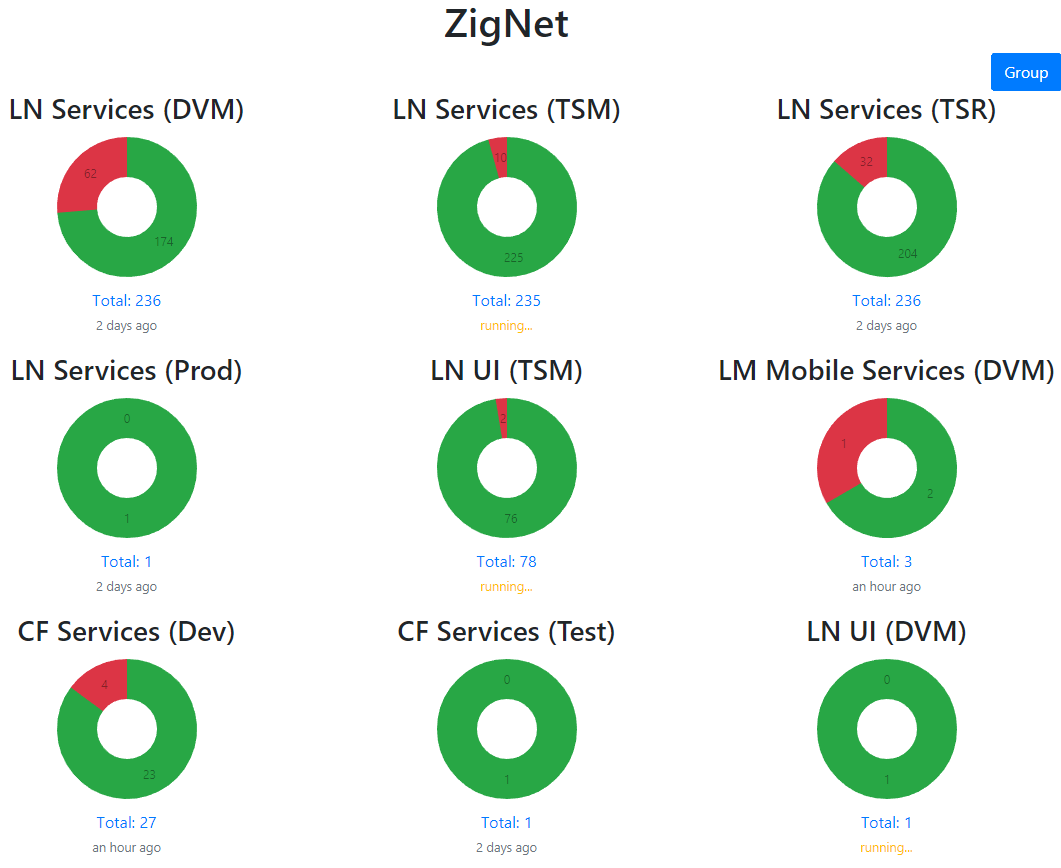 ZigNet
Group
LN Services (DVM)
62
174
Total: 236
2 days ago
LN Services (TSM)
10
225
Total: 235
running...
LN Services (TSR)
32
204
Total: 236
2 days ago
LN Services (Prod)
0
1
Total: 1
2 days ago
LN UI (TSM)
2
76
Total: 78
running...
LM Mobile Services (DVM)
1
2
Total: 3
an hour ago
CF Services (Dev)
4
23
Total: 27
an hour ago
CF Services (Test)
0
1
Total: 1
2 days ago
LN UI (DVM)
0
1
Total: 1
running...